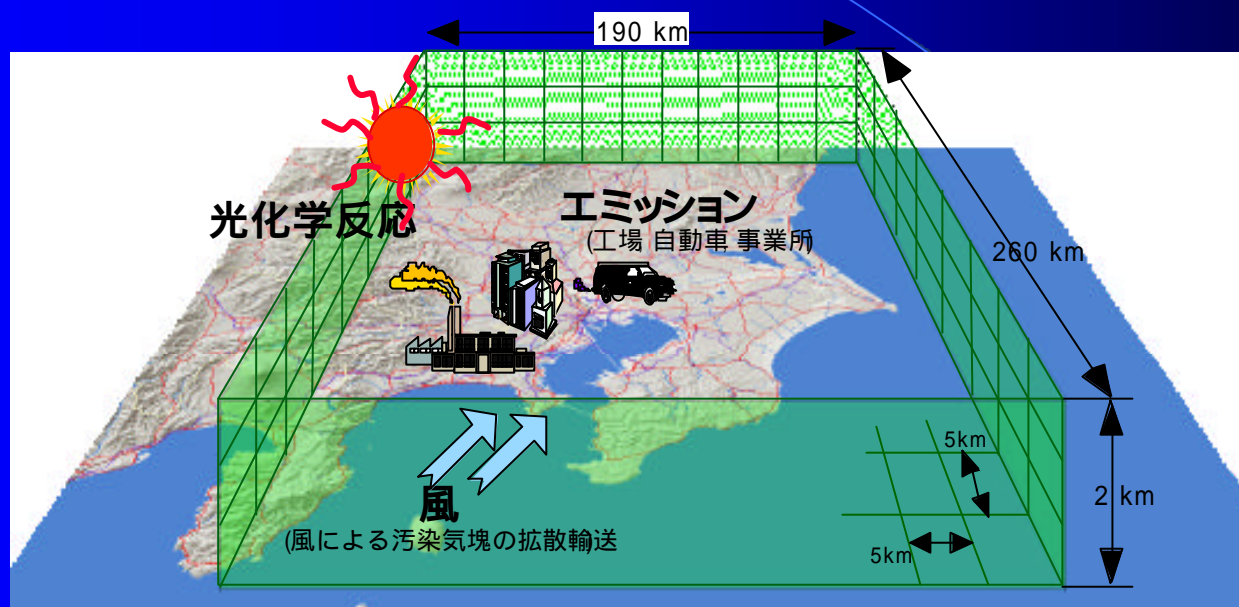 190 km
光化学反応
エミッション
(工場 自動車 事業所)
260 km
5km
2 km
5km
風
(風による汚染気塊の拡散輸送